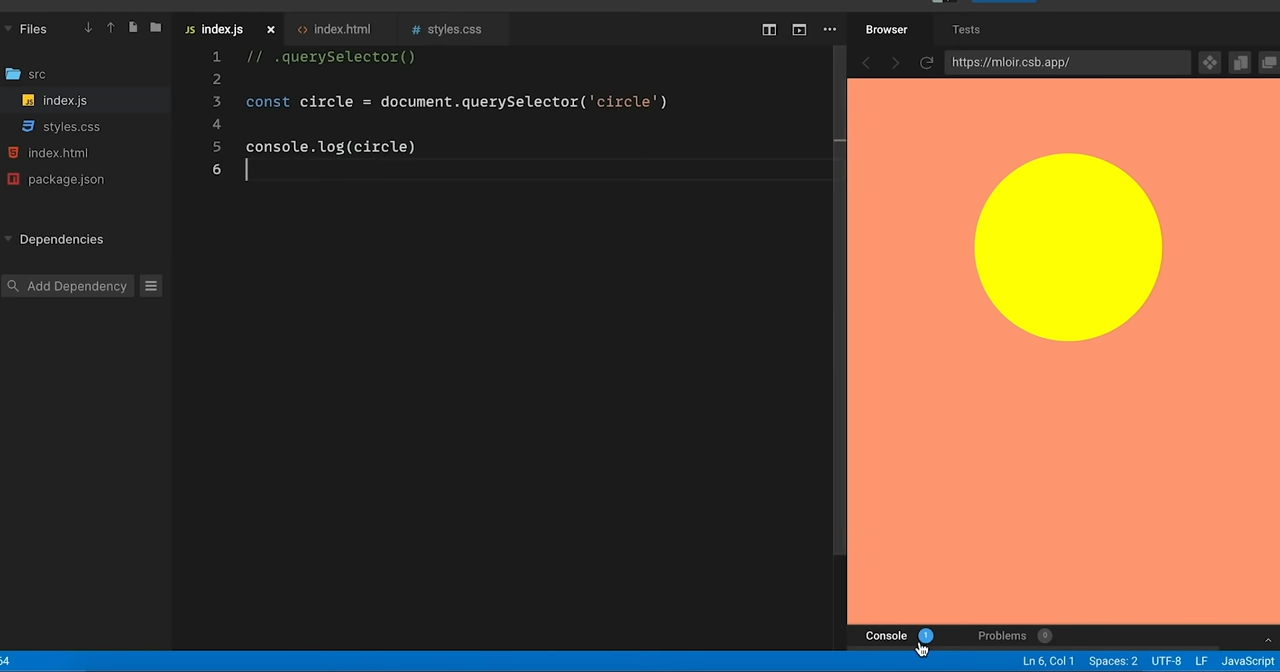 Files
JS index.js × <> index.html # styles.css
Browser Tests
https://mloir.csb.app/
src
index.js
styles.css
index.html
package.json
Dependencies
Add Dependency
1 // .querySelector()
2
3 const circle = document.querySelector('circle')
4
5 console.log(circle)
6
Console 1 Problems 0
64 Ln 6, Col 1 Spaces: 2 UTF-8 LF JavaScript